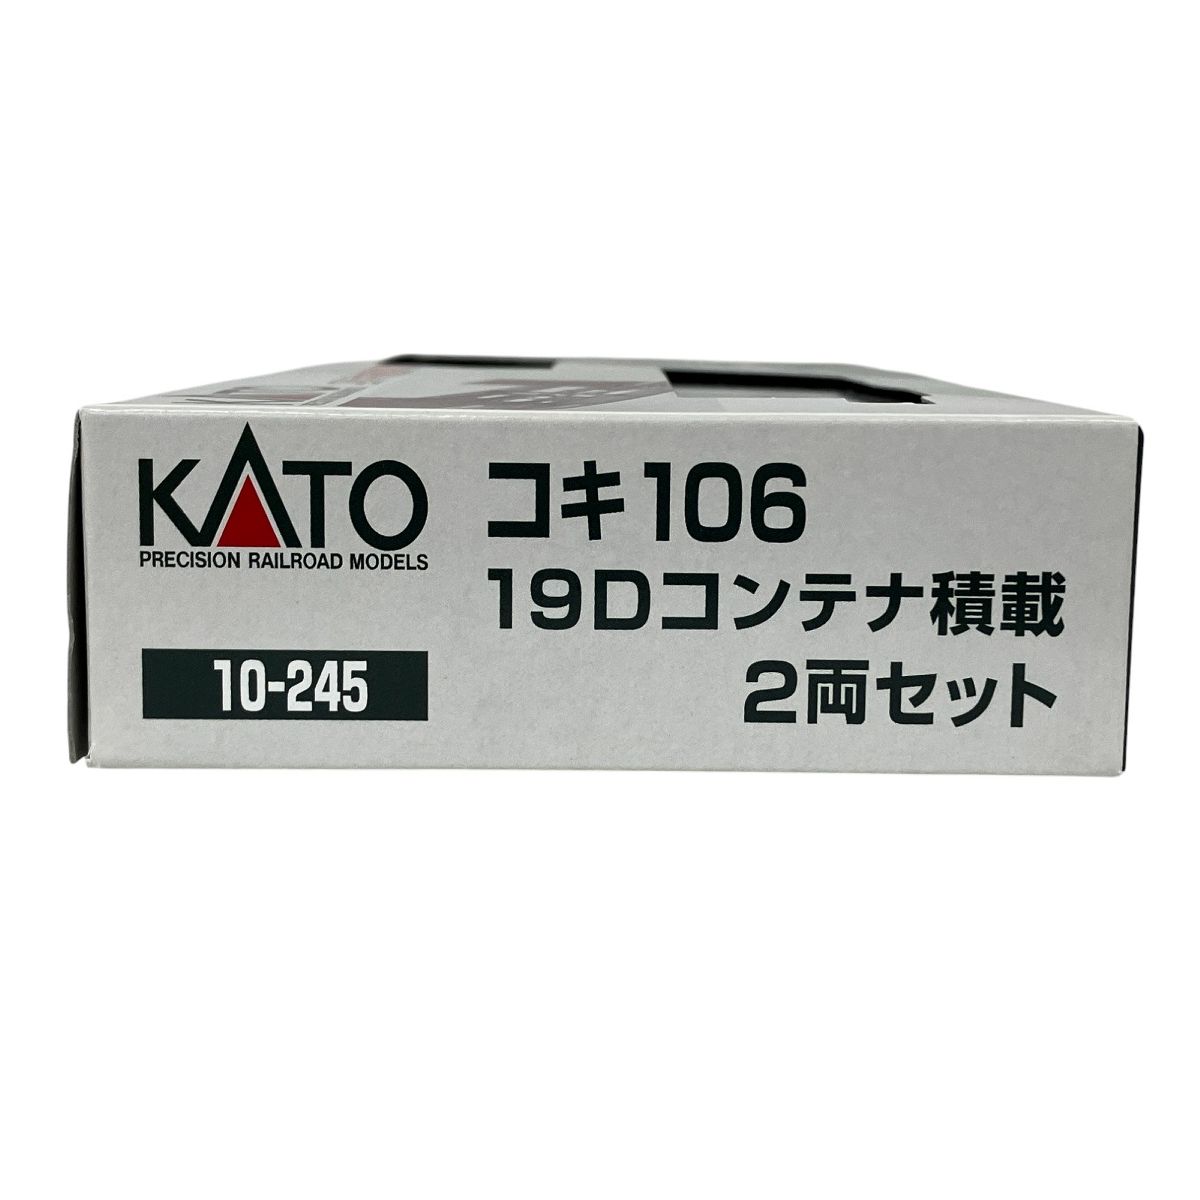 KATO
PRECISION RAILROAD MODELS
10-245
コキ106
19Dコンテナ積載
2両セット